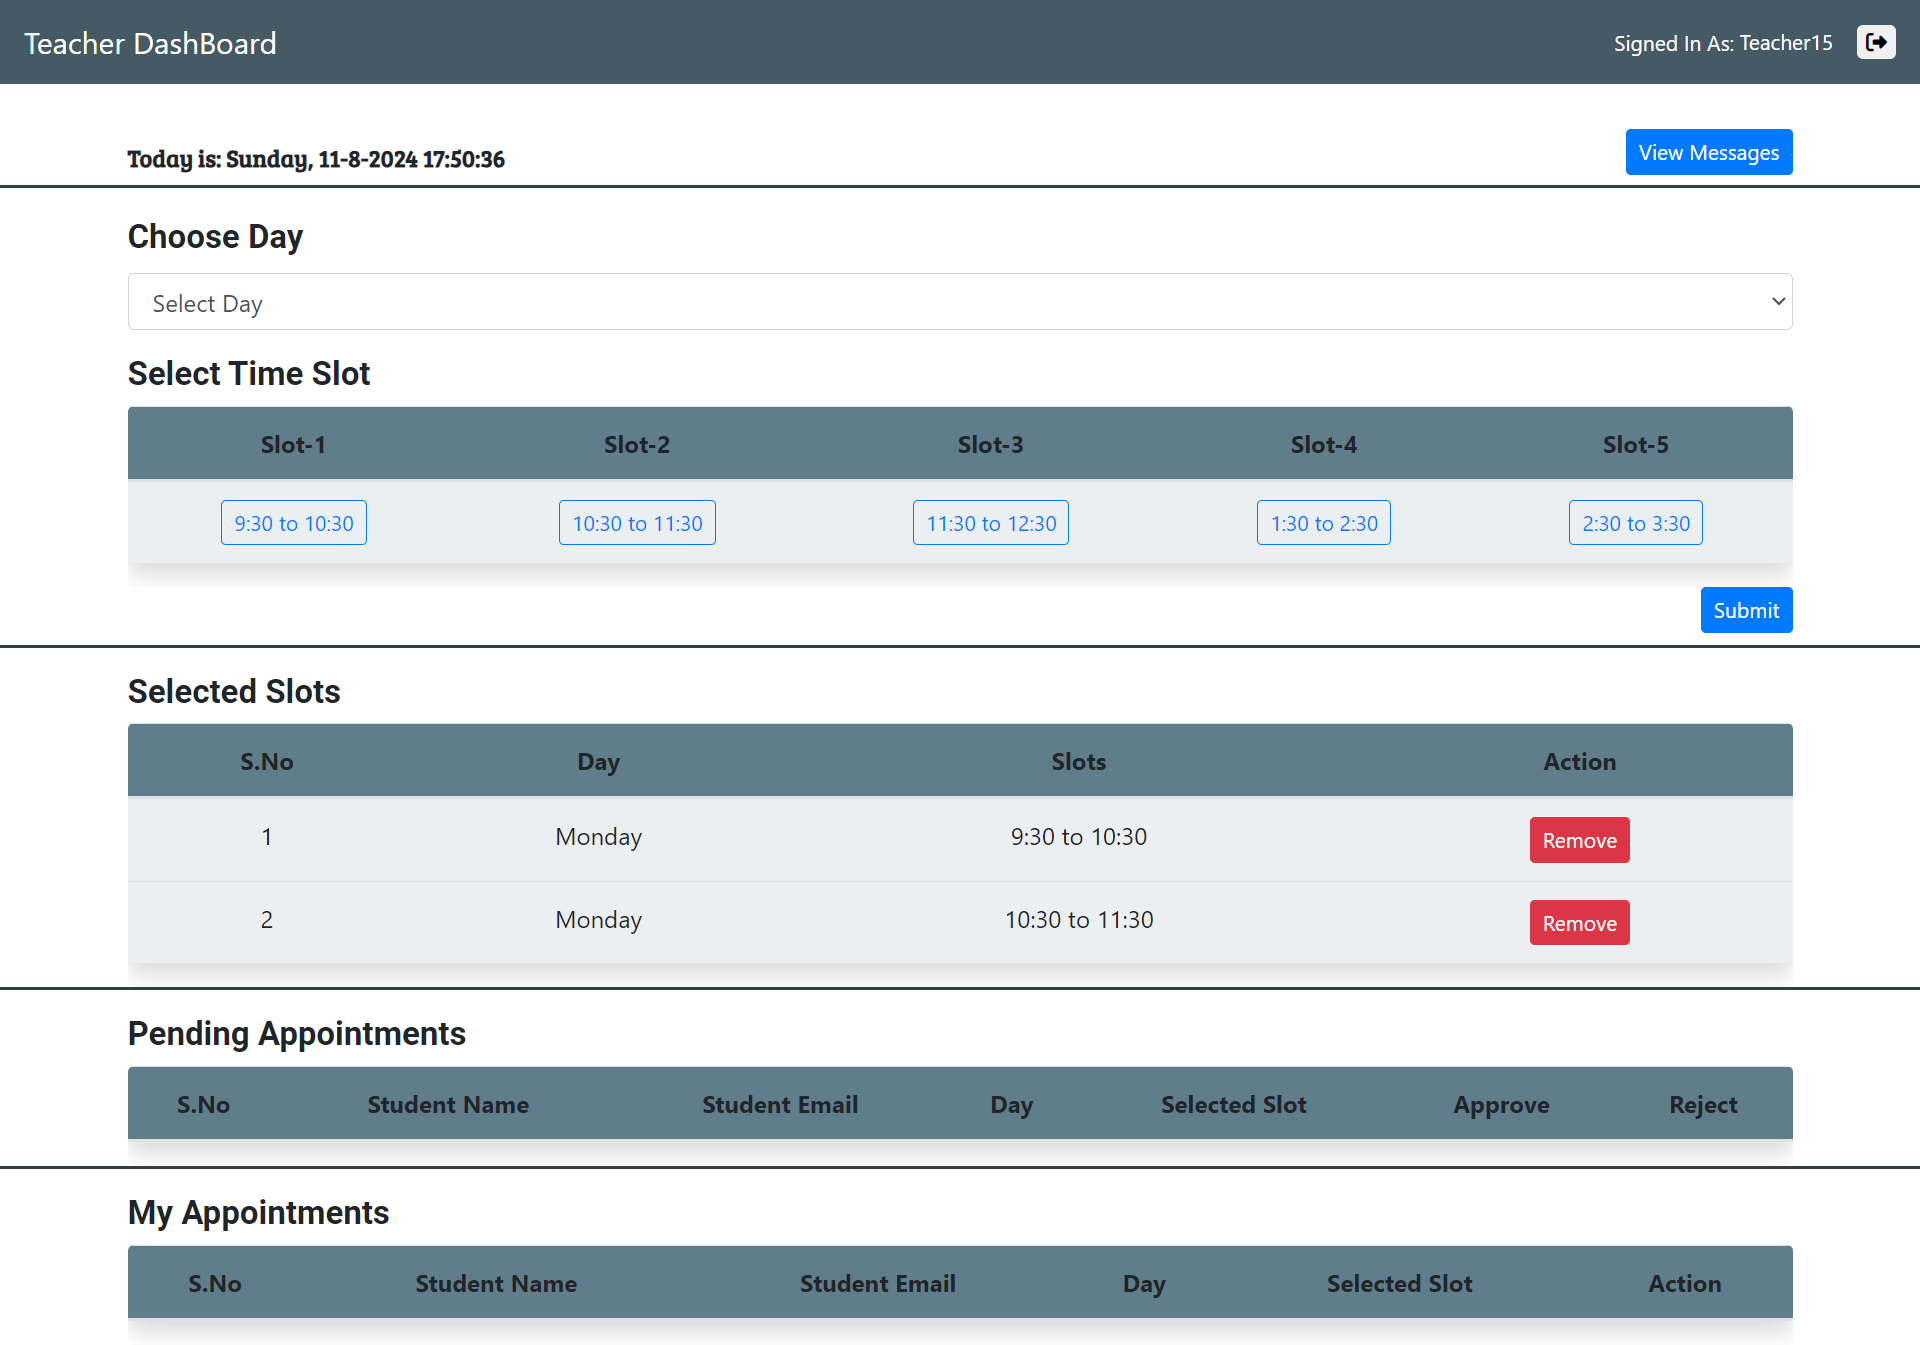 Teacher DashBoard
Signed In As: Teacher15
Today is: Sunday, 11-8-2024 17:50:36
View Messages
Choose Day
Select Day
Select Time Slot
Slot-1 Slot-2 Slot-3 Slot-4 Slot-5
9:30 to 10:30 10:30 to 11:30 11:30 to 12:30 1:30 to 2:30 2:30 to 3:30
Submit
Selected Slots
S.No Day Slots Action
1 Monday 9:30 to 10:30 Remove
2 Monday 10:30 to 11:30 Remove
Pending Appointments
S.No Student Name Student Email Day Selected Slot Approve Reject
My Appointments
S.No Student Name Student Email Day Selected Slot Action